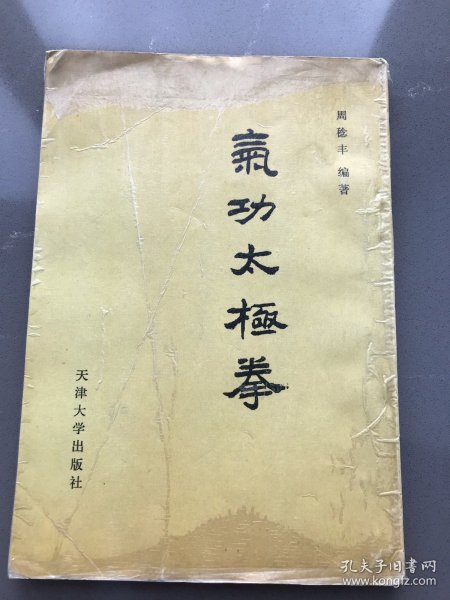 周稔丰 编著
氣功太極拳
天津大学出版社
孔夫子旧书网
www.kongfz.com